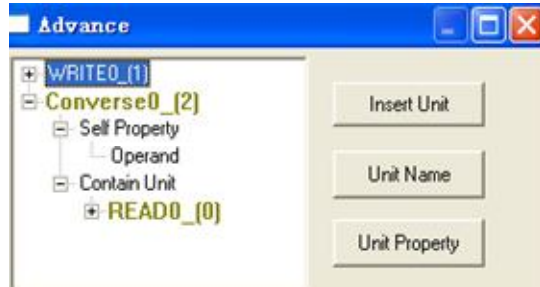 Advance
WRITE0_(1)
Converse0_(2)
Self Property
Operand
Contain Unit
READ0_(0)
Insert Unit
Unit Name
Unit Property